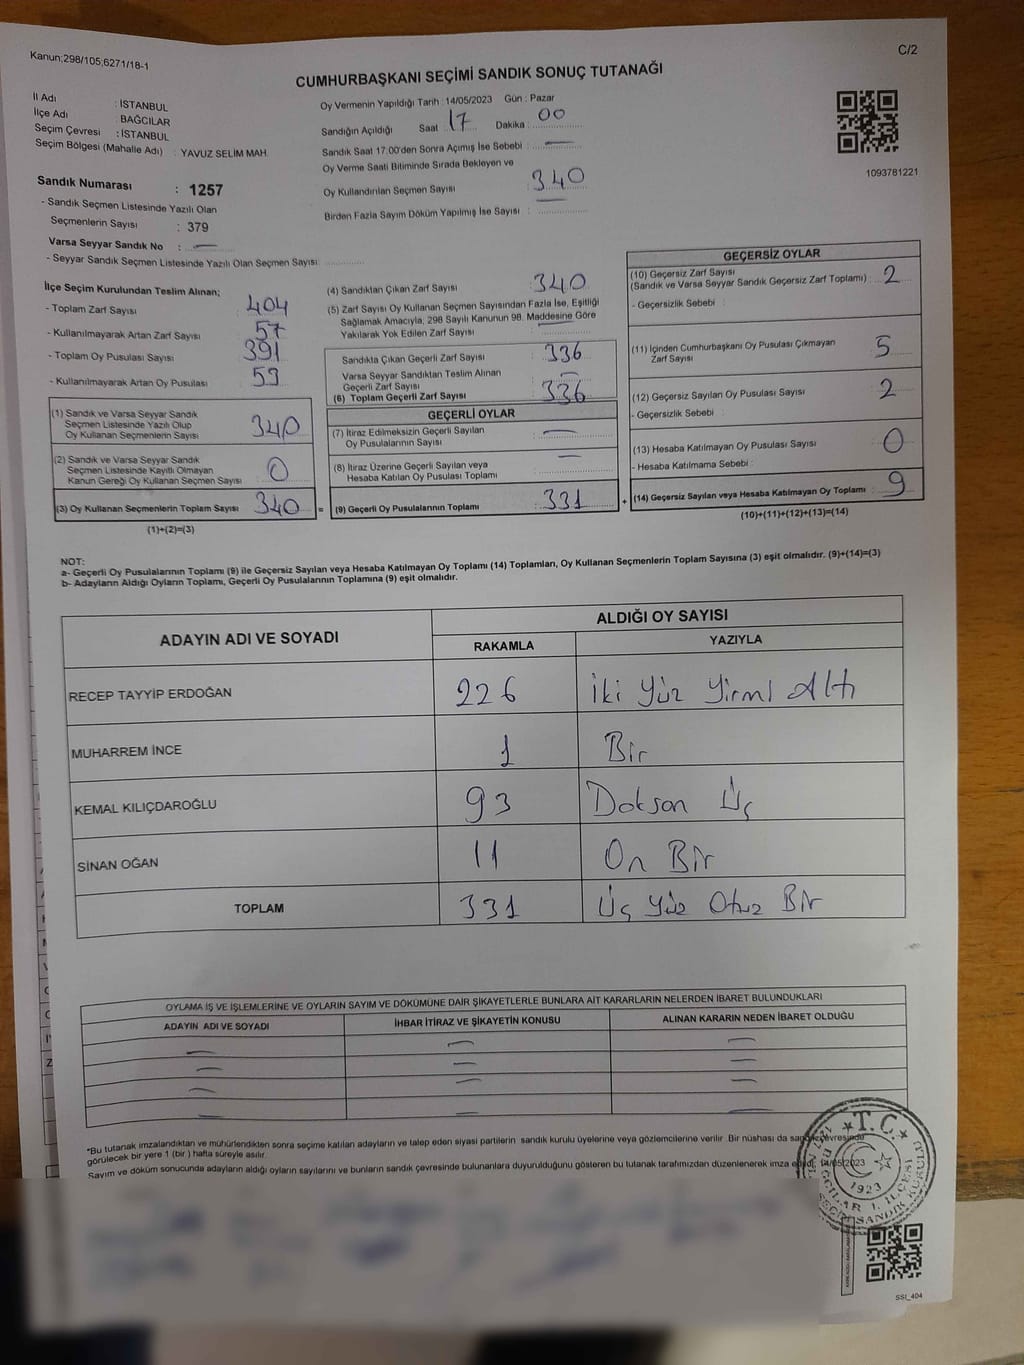 Kanun;298/105;6271/18-1
C/2
CUMHURBAŞKANI SEÇİMİ SANDIK SONUÇ TUTANAĞI
İl Adı : İSTANBUL
İlçe Adı : BAĞCILAR
Seçim Çevresi : İSTANBUL
Seçim Bölgesi (Mahalle Adı) : YAVUZ SELİM MAH.
Sandık Numarası : 1257
- Sandık Seçmen Listesinde Yazılı Olan
Seçmenlerin Sayısı : 379
Varsa Seyyar Sandık No : —
- Seyyar Sandık Seçmen Listesinde Yazılı Olan Seçmen Sayısı:
Oy Vermenin Yapıldığı Tarih : 14/05/2023 Gün : Pazar
Sandığın Açıldığı Saat : 17 Dakika : 00
Sandık Saat 17:00'den Sonra Açımış İse Sebebi : —
Oy Verme Saati Bitiminde Sırada Bekleyen ve
Oy Kullandırılan Seçmen Sayısı : 340
Birden Fazla Sayım Döküm Yapılmış İse Sayısı : —
1093781221
İlçe Seçim Kurulundan Teslim Alınan;
- Toplam Zarf Sayısı : 404
- Kullanılmayarak Artan Zarf Sayısı : 57
- Toplam Oy Pusulası Sayısı : 391
- Kullanılmayarak Artan Oy Pusulası : 59
(1) Sandık ve Varsa Seyyar Sandık
Seçmen Listesinde Yazılı Olup
Oy Kullanan Seçmenlerin Sayısı : 340
(2) Sandık ve Varsa Seyyar Sandık
Seçmen Listesinde Kayıtlı Olmayan
Kanun Gereği Oy Kullanan Seçmen Sayısı : 0
(3) Oy Kullanan Seçmenlerin Toplam Sayısı : 340 =
(1)+(2)=(3)
(4) Sandıktan Çıkan Zarf Sayısı : 340
(5) Zarf Sayısı Oy Kullanan Seçmen Sayısından Fazla İse, Eşitliği
Sağlamak Amacıyla, 298 Sayılı Kanunun 98. Maddesine Göre
Yakılarak Yok Edilen Zarf Sayısı :
Sandıkta Çıkan Geçerli Zarf Sayısı : 336
Varsa Seyyar Sandıktan Teslim Alınan
Geçerli Zarf Sayısı : —
(6) Toplam Geçerli Zarf Sayısı : 336
GEÇERLİ OYLAR
(7) İtiraz Edilmeksizin Geçerli Sayılan
Oy Pusulalarının Sayısı : —
(8) İtiraz Üzerine Geçerli Sayılan veya
Hesaba Katılan Oy Pusulası Toplamı : —
(9) Geçerli Oy Pusulalarının Toplamı : 331 +
GEÇERSİZ OYLAR
(10) Geçersiz Zarf Sayısı
(Sandık ve Varsa Seyyar Sandık Geçersiz Zarf Toplamı) : 2
- Geçersizlik Sebebi :
(11) İçinden Cumhurbaşkanı Oy Pusulası Çıkmayan
Zarf Sayısı : 5
(12) Geçersiz Sayılan Oy Pusulası Sayısı : 2
- Geçersizlik Sebebi :
(13) Hesaba Katılmayan Oy Pusulası Sayısı : 0
- Hesaba Katılmama Sebebi :
(14) Geçersiz Sayılan veya Hesaba Katılmayan Oy Toplamı : 9
(10)+(11)+(12)+(13)=(14)
NOT:
a- Geçerli Oy Pusulalarının Toplamı (9) ile Geçersiz Sayılan veya Hesaba Katılmayan Oy Toplamı (14) Toplamları, Oy Kullanan Seçmenlerin Toplam Sayısına (3) eşit olmalıdır. (9)+(14)=(3)
b- Adayların Aldığı Oyların Toplamı, Geçerli Oy Pusulalarının Toplamına (9) eşit olmalıdır.
ADAYIN ADI VE SOYADI
ALDIĞI OY SAYISI
RAKAMLA YAZIYLA
RECEP TAYYİP ERDOĞAN 226 İki Yüz Yirmi Altı
MUHARREM İNCE 1 Bir
KEMAL KILIÇDAROĞLU 93 Doksan Üç
SİNAN OĞAN 11 On Bir
TOPLAM 331 Üç Yüz Otuz Bir
OYLAMA İŞ VE İŞLEMLERİNE VE OYLARIN SAYIM VE DÖKÜMÜNE DAİR ŞİKAYETLERLE BUNLARA AİT KARARLARIN NELERDEN İBARET BULUNDUKLARI
ADAYIN ADI VE SOYADI İHBAR İTİRAZ VE ŞİKAYETİN KONUSU ALINAN KARARIN NEDEN İBARET OLDUĞU
*Bu tutanak imzalandıktan ve mühürlendikten sonra seçime katılan adayların ve talep eden siyasi partilerin sandık kurulu üyelerine veya gözlemcilerine verilir. Bir nüshası da sandık çevresinde
görülecek bir yere 1 (bir ) hafta süreyle asılır.
Sayım ve döküm sonucunda adayların aldığı oyların sayılarını ve bunların sandık çevresinde bulunanlara duyurulduğunu gösteren bu tutanak tarafımızdan düzenlenerek imza edildi. 14/05/2023
T.C.
1923
BAĞCILAR 1. İLÇESİ
SANDIK KURULU
SSI_404